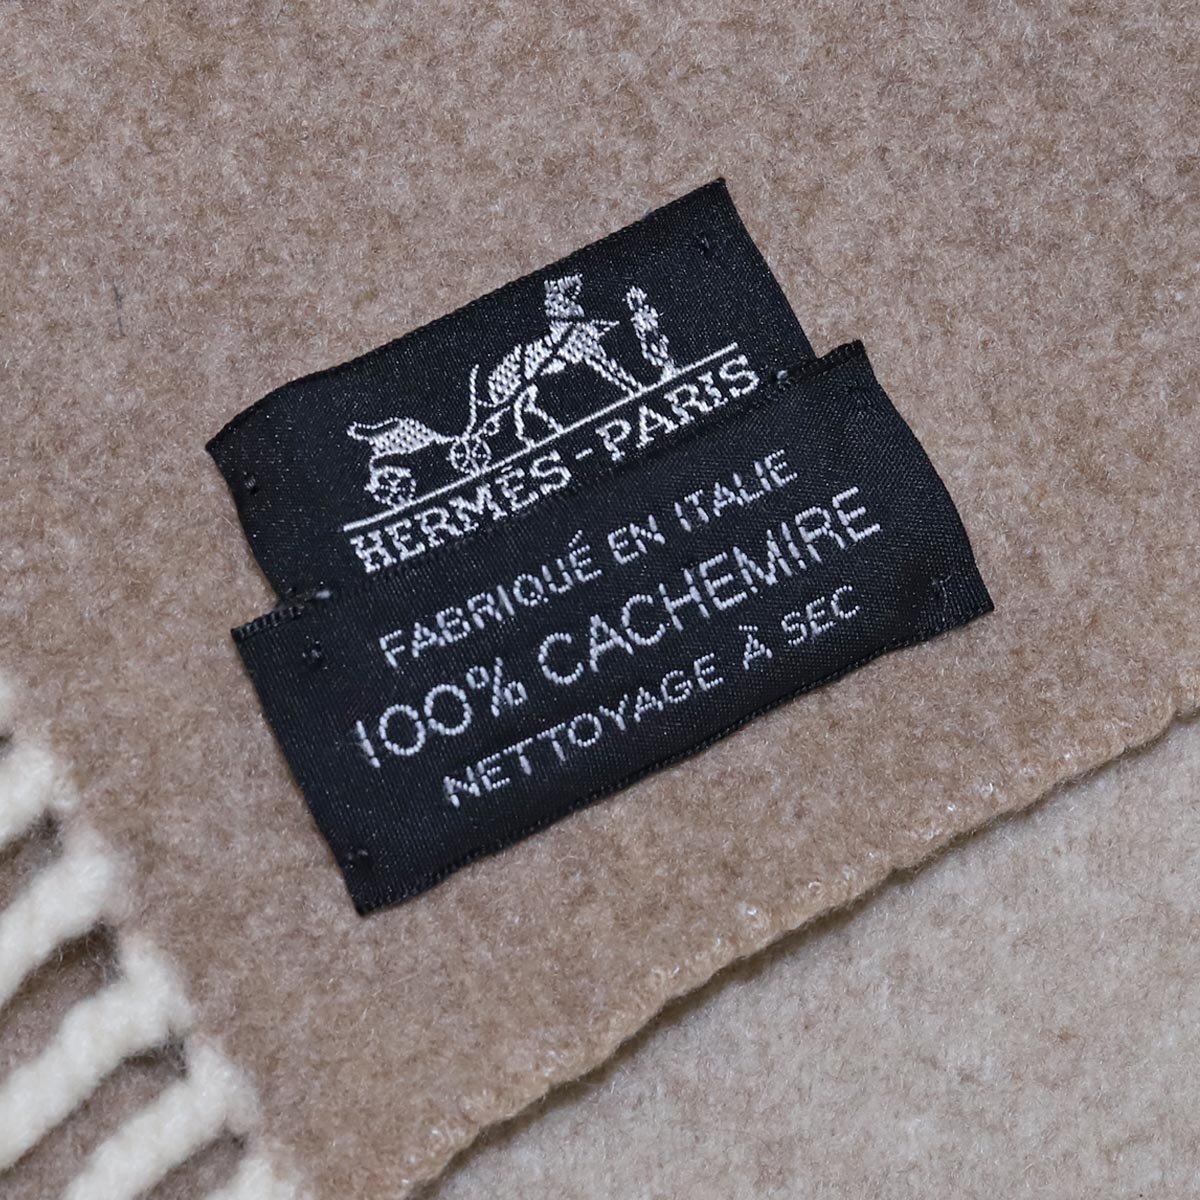 HERMÈS-PARIS
FABRIQUÉ EN ITALIE
100% CACHEMIRE
NETTOYAGE À SEC